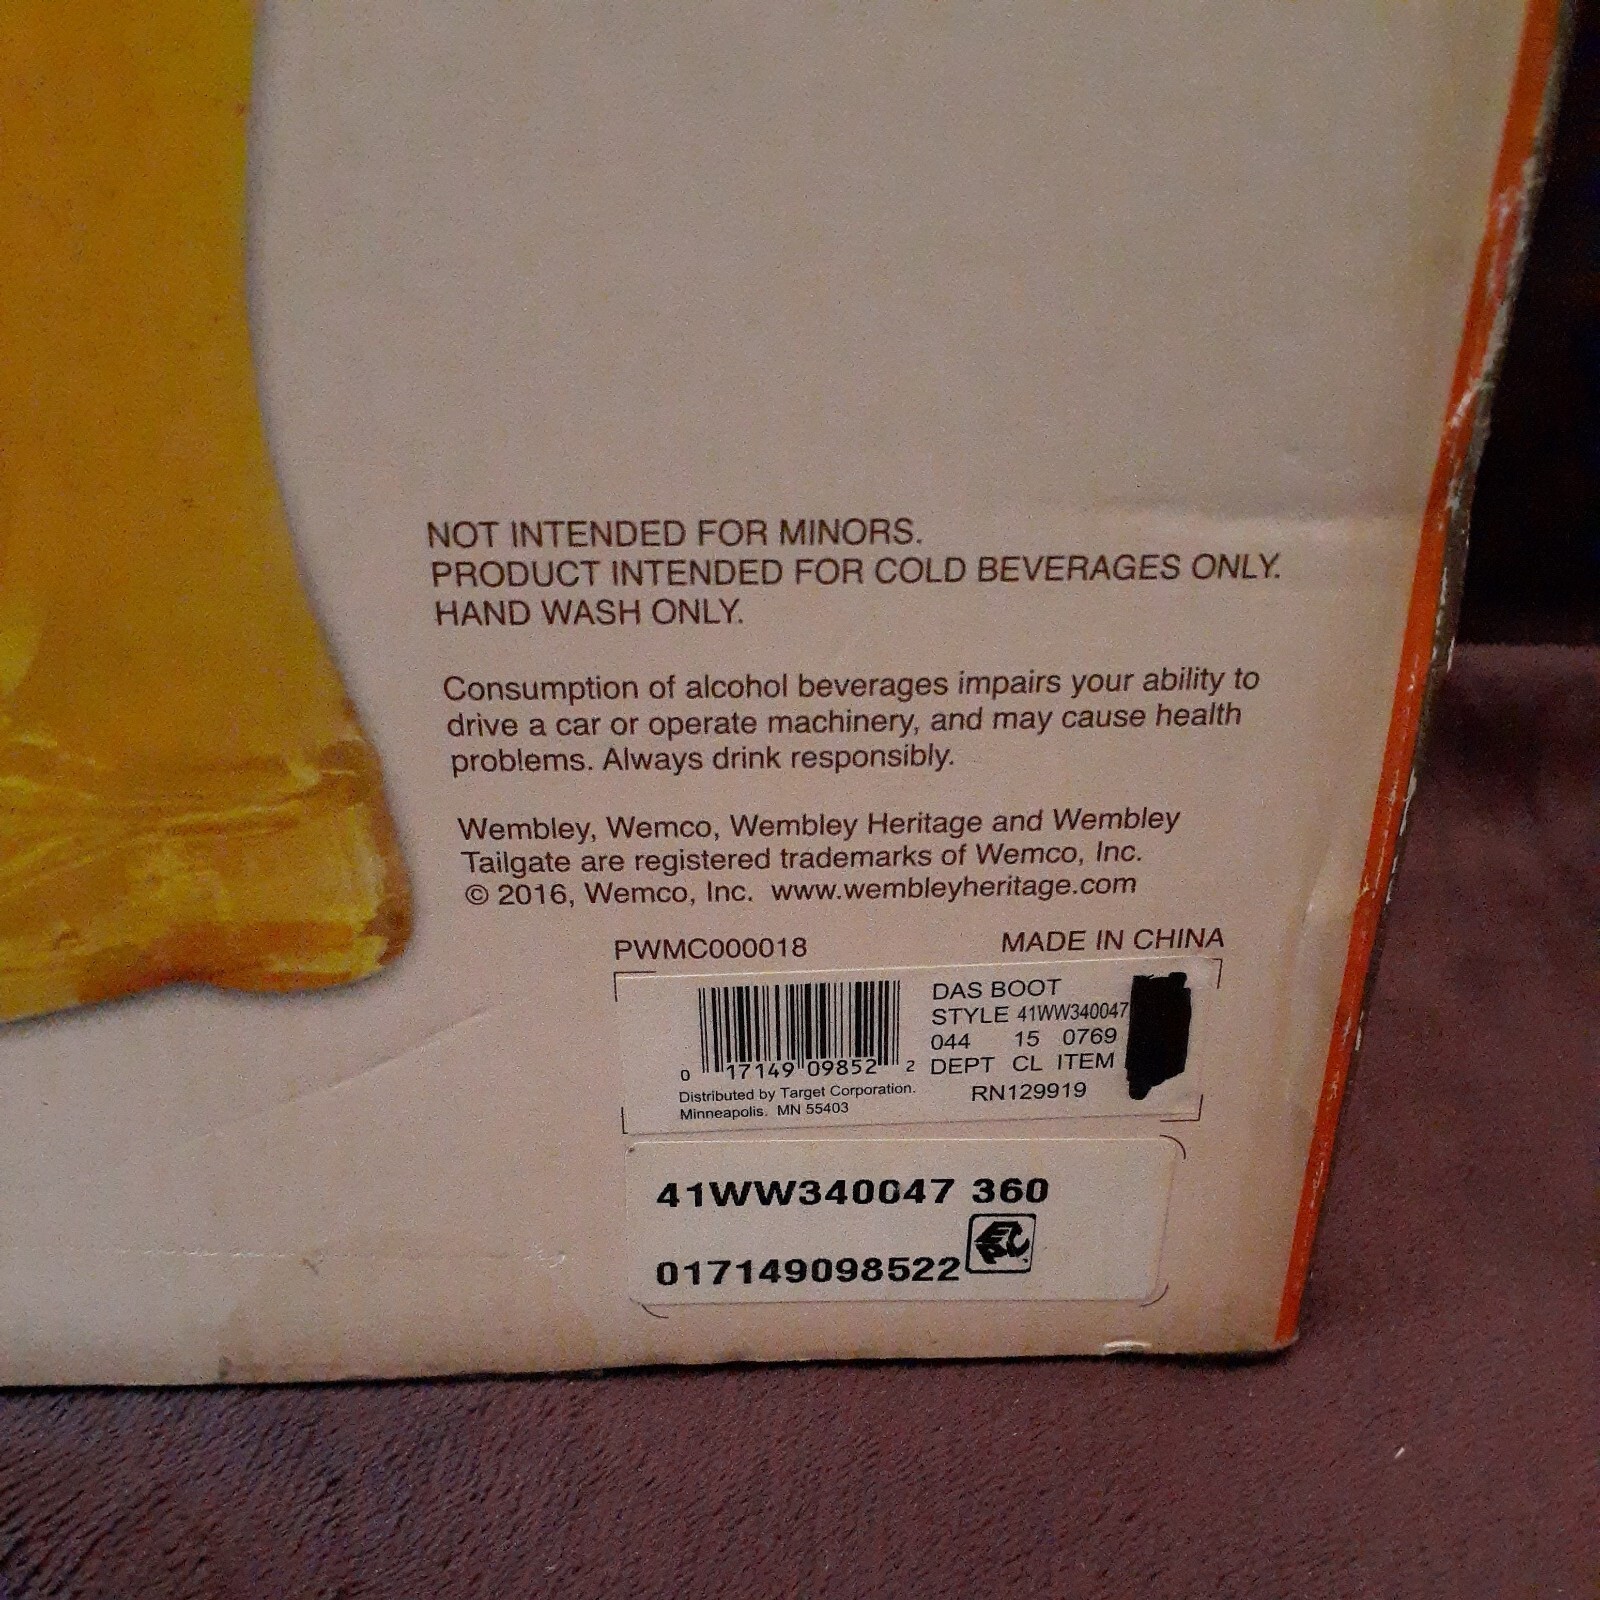 NOT INTENDED FOR MINORS.
PRODUCT INTENDED FOR COLD BEVERAGES ONLY.
HAND WASH ONLY.
Consumption of alcohol beverages impairs your ability to
drive a car or operate machinery, and may cause health
problems. Always drink responsibly.
Wembley, Wemco, Wembley Heritage and Wembley
Tailgate are registered trademarks of Wemco, Inc.
© 2016, Wemco, Inc. www.wembleyheritage.com
PWMC000018 MADE IN CHINA
DAS BOOT
STYLE 41WW340047
044 15 0769
DEPT CL ITEM
RN129919
0 17149 09852 2
Distributed by Target Corporation.
Minneapolis. MN 55403
41WW340047 360
017149098522